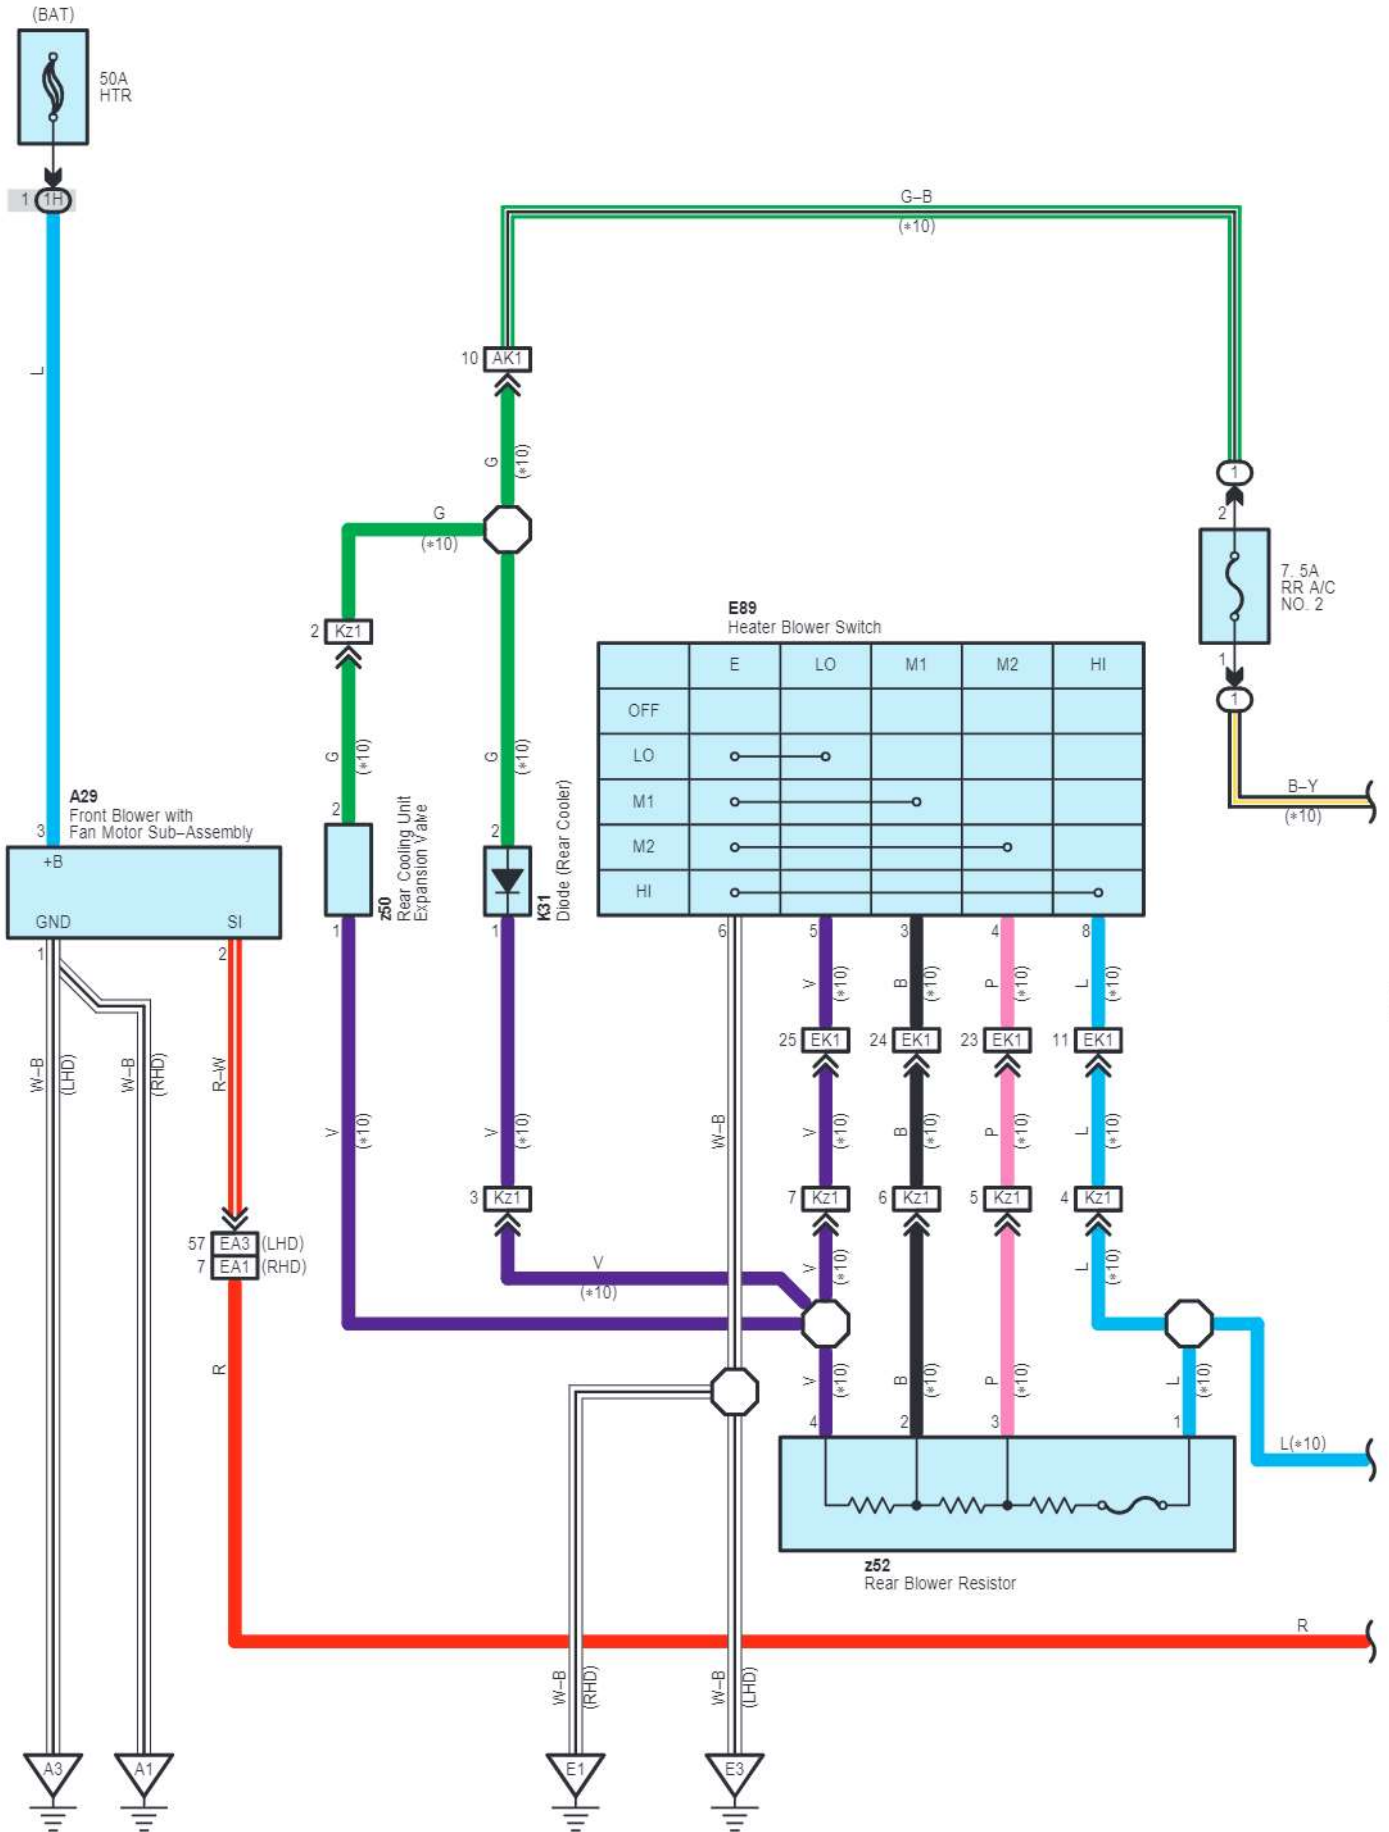 (BAT)
50A
HTR
1 1H
G–B
(*10)
L
10 AK1
G
(*10)
G
(*10)
2
1
7. 5A
RR A/C
NO. 2
1
1
B–Y
(*10)
2 Kz1
G
(*10)
G
(*10)
E89
Heater Blower Switch
E LO M1 M2 HI
OFF
LO
M1
M2
HI
A29
Front Blower with
Fan Motor Sub–Assembly
3
+B
GND SI
2
z50
Rear Cooling Unit
Expansion Valve
2
K31
Diode (Rear Cooler)
1 2 1 1 6 5 3 4 8
V
(*10)
B
(*10)
P
(*10)
L
(*10)
25 EK1 24 EK1 23 EK1 11 EK1
W–B
(LHD)
W–B
(RHD)
R–W
V
(*10)
V
(*10)
W–B
V
(*10)
B
(*10)
P
(*10)
L
(*10)
3 Kz1 7 Kz1 6 Kz1 5 Kz1 4 Kz1
57 EA3 (LHD)
7 EA1 (RHD)
V
(*10)
V
(*10)
L
(*10)
R
V
(*10)
B
(*10)
P
(*10)
L
(*10)
4 2 3 1
L(*10)
z52
Rear Blower Resistor
R
W–B
(RHD)
W–B
(LHD)
A3 A1 E1 E3